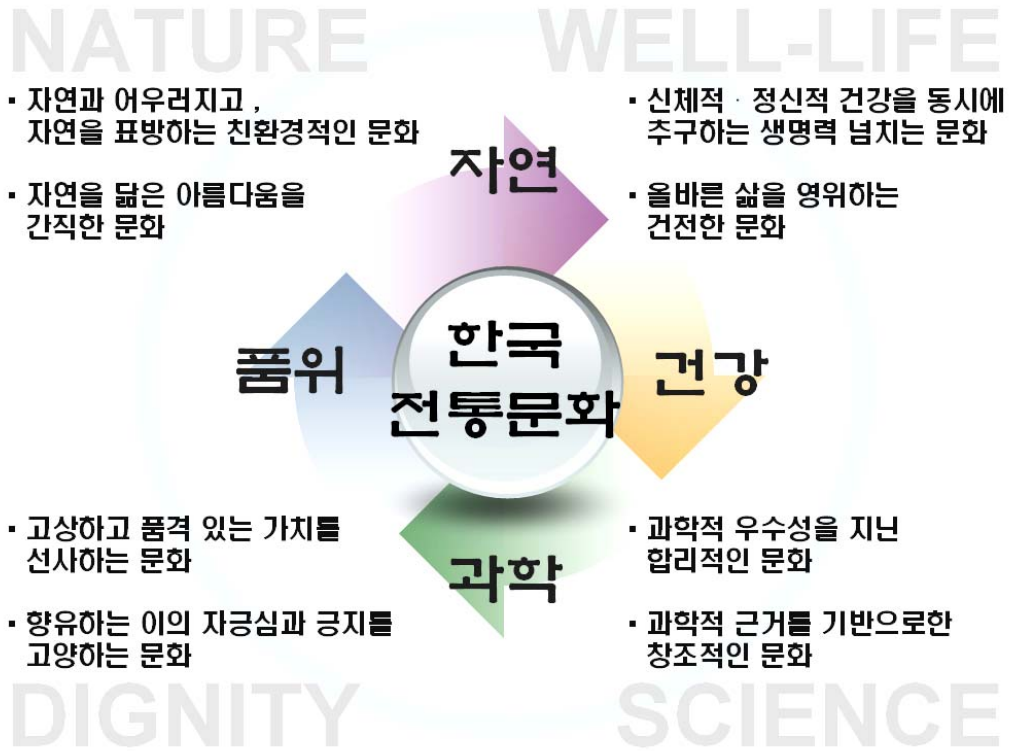 NATURE
WELL-LIFE
▪ 자연과 어우러지고 ,
자연을 표방하는 친환경적인 문화
▪ 자연을 닮은 아름다움을
간직한 문화
▪ 신체적 · 정신적 건강을 동시에
추구하는 생명력 넘치는 문화
▪ 올바른 삶을 영위하는
건전한 문화
자연
품위
한국
전통문화
건강
과학
▪ 고상하고 품격 있는 가치를
선사하는 문화
▪ 향유하는 이의 자긍심과 긍지를
고양하는 문화
▪ 과학적 우수성을 지닌
합리적인 문화
▪ 과학적 근거를 기반으로한
창조적인 문화
DIGNITY
SCIENCE